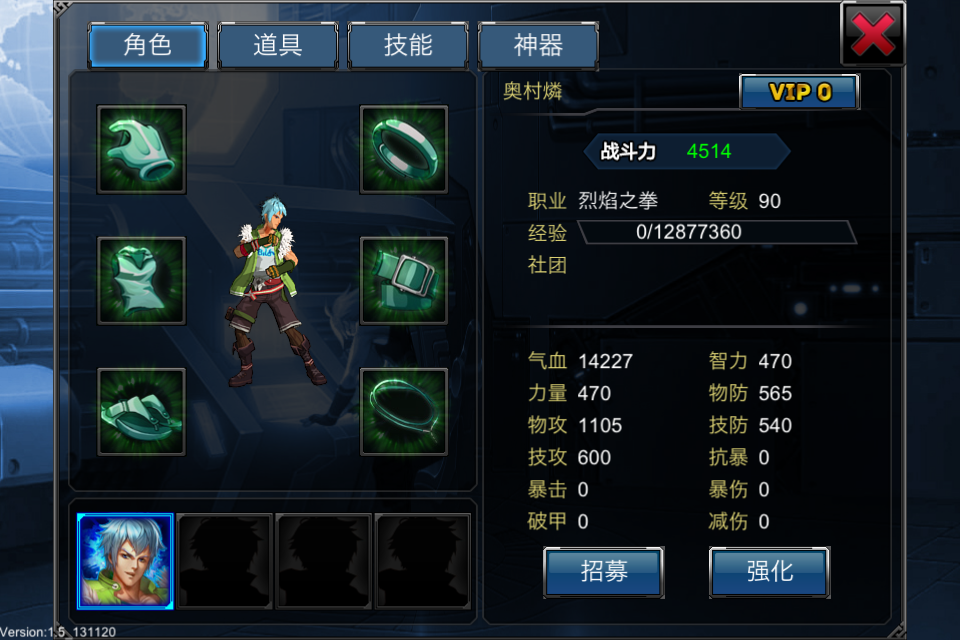 角色 道具 技能 神器
奥村燐 VIP 0
战斗力 4514
职业 烈焰之拳 等级 90
经验 0/12877360
社团
气血 14227 智力 470
力量 470 物防 565
物攻 1105 技防 540
技攻 600 抗暴 0
暴击 0 暴伤 0
破甲 0 减伤 0
招募 强化
Version:1.5_131120